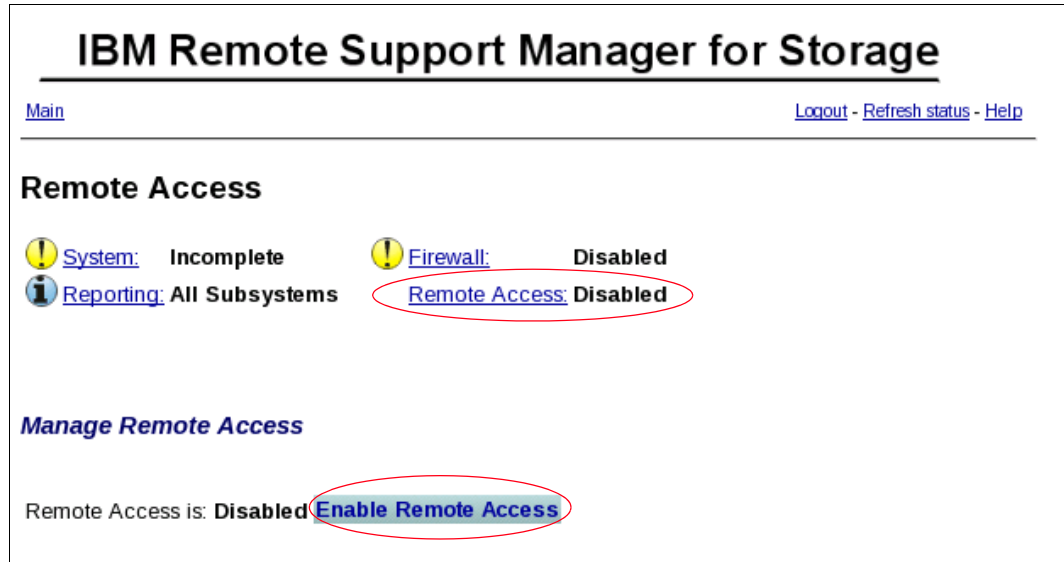 IBM Remote Support Manager for Storage
Main Logout - Refresh status - Help
Remote Access
System: Incomplete Firewall: Disabled
Reporting: All Subsystems Remote Access: Disabled
Manage Remote Access
Remote Access is: Disabled Enable Remote Access